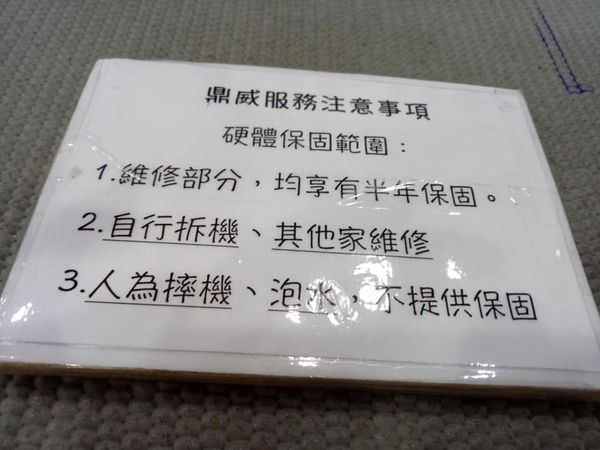 鼎威服務注意事項
硬體保固範圍：
1.維修部分，均享有半年保固。
2.自行拆機、其他家維修
3.人為摔機、泡水，不提供保固